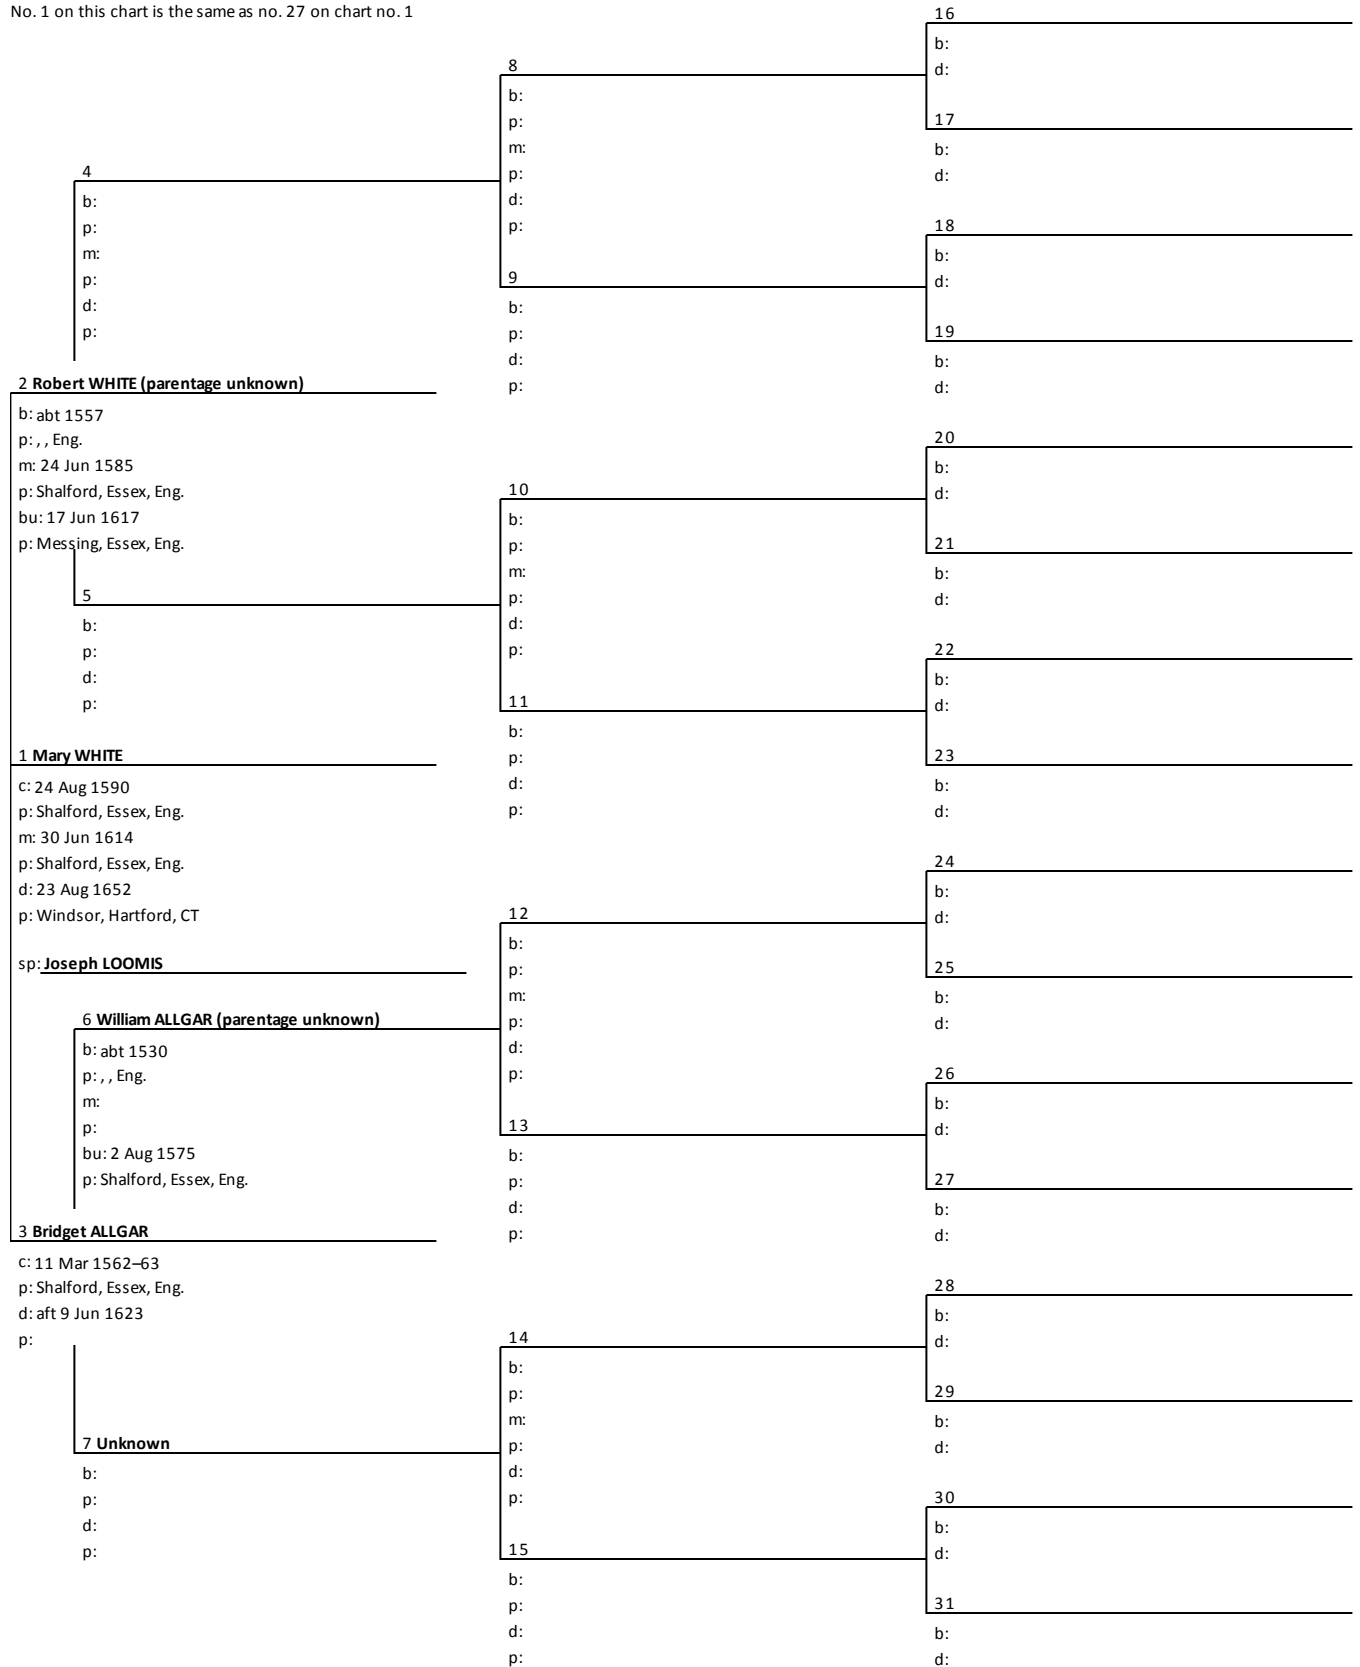 No. 1 on this chart is the same as no. 27 on chart no. 1
16
b:
d:
8
b:
p:
m:
p:
d:
p:
17
b:
d:
4
b:
p:
m:
p:
d:
p:
18
b:
d:
9
b:
p:
d:
p:
19
b:
d:
2 Robert WHITE (parentage unknown)
b: abt 1557
p: , , Eng.
m: 24 Jun 1585
p: Shalford, Essex, Eng.
bu: 17 Jun 1617
p: Messing, Essex, Eng.
20
b:
d:
10
b:
p:
m:
p:
d:
p:
21
b:
d:
5
b:
p:
d:
p:
22
b:
d:
11
b:
p:
d:
p:
23
b:
d:
1 Mary WHITE
c: 24 Aug 1590
p: Shalford, Essex, Eng.
m: 30 Jun 1614
p: Shalford, Essex, Eng.
d: 23 Aug 1652
p: Windsor, Hartford, CT
sp: Joseph LOOMIS
24
b:
d:
12
b:
p:
m:
p:
d:
p:
25
b:
d:
6 William ALLGAR (parentage unknown)
b: abt 1530
p: , , Eng.
m:
p:
bu: 2 Aug 1575
p: Shalford, Essex, Eng.
26
b:
d:
13
b:
p:
d:
p:
27
b:
d:
3 Bridget ALLGAR
c: 11 Mar 1562–63
p: Shalford, Essex, Eng.
d: aft 9 Jun 1623
p:
28
b:
d:
14
b:
p:
m:
p:
d:
p:
29
b:
d:
7 Unknown
b:
p:
d:
p:
30
b:
d:
15
b:
p:
d:
p:
31
b:
d: